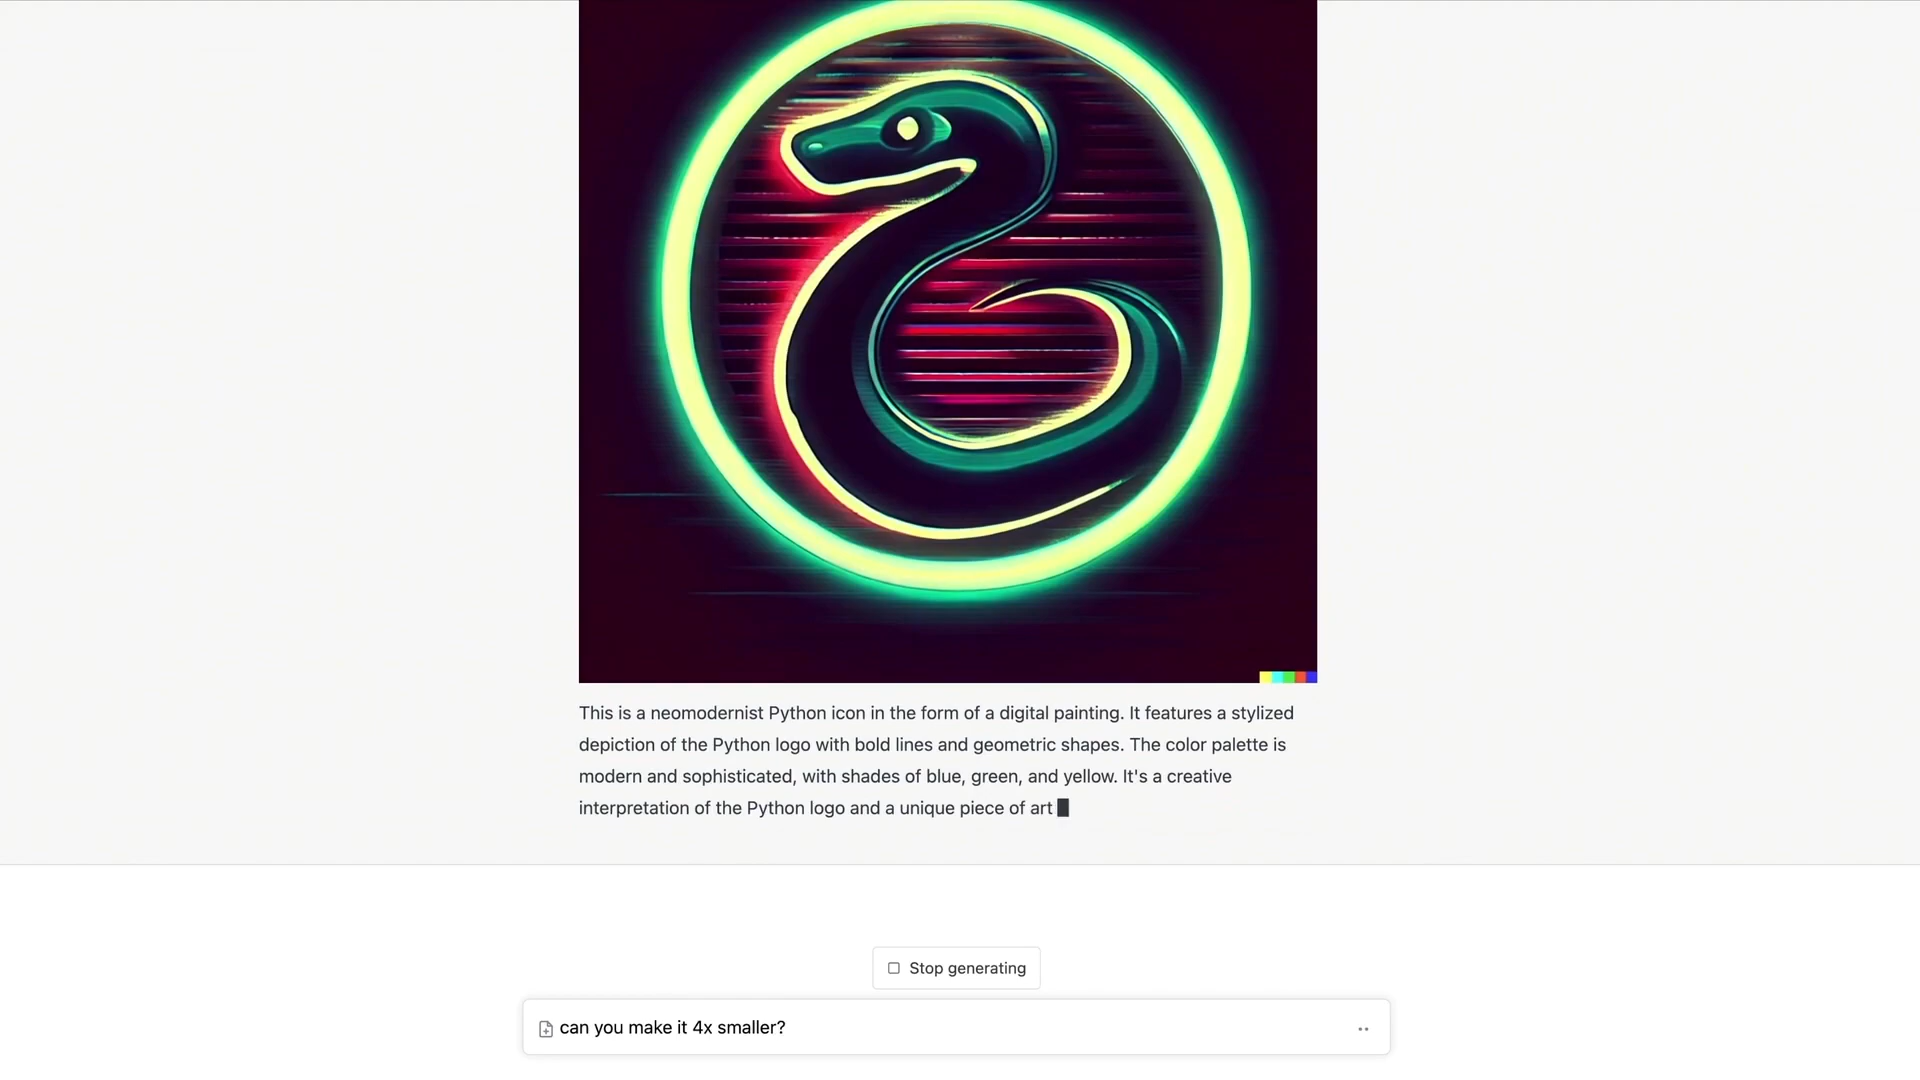 This is a neomodernist Python icon in the form of a digital painting. It features a stylized
depiction of the Python logo with bold lines and geometric shapes. The color palette is
modern and sophisticated, with shades of blue, green, and yellow. It's a creative
interpretation of the Python logo and a unique piece of art
Stop generating
can you make it 4x smaller?